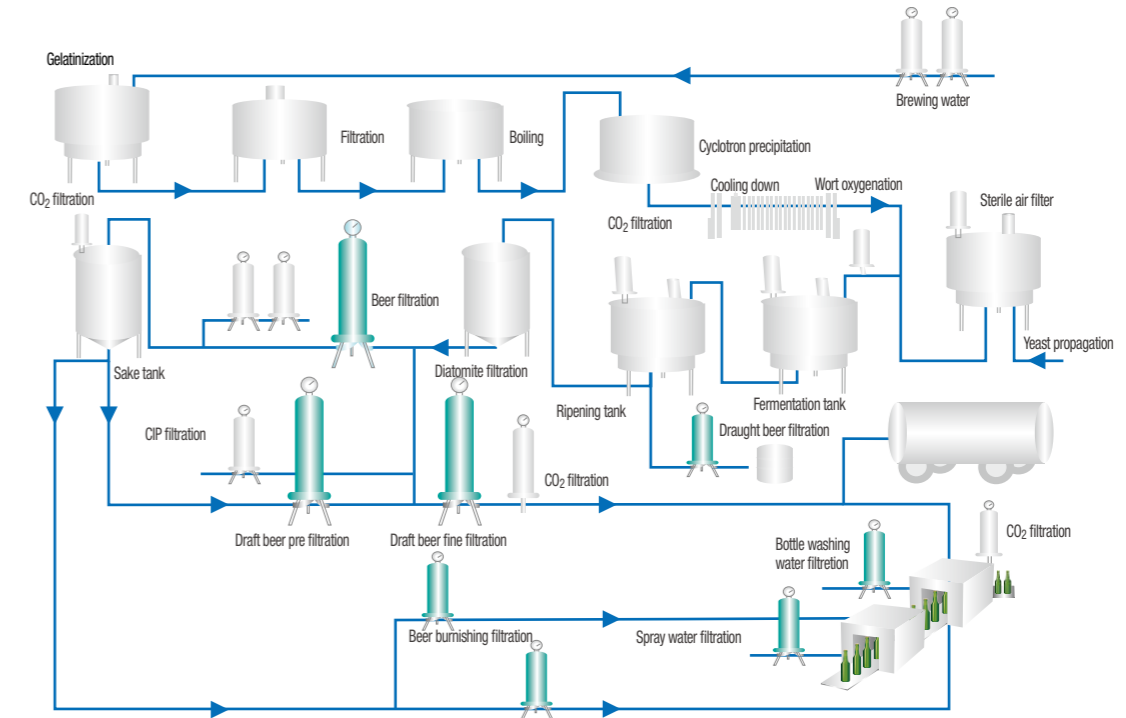 Gelatinization
Brewing water
Filtration
Boiling
Cyclotron precipitation
CO₂ filtration
Cooling down
Wort oxygenation
Sterile air filter
CO₂ filtration
Beer filtration
Yeast propagation
Sake tank
Diatomite filtration
Ripening tank
Fermentation tank
CIP filtration
Draught beer filtration
CO₂ filtration
Draft beer pre filtration
Draft beer fine filtration
CO₂ filtration
Bottle washing
water filtretion
Beer burnishing filtration
Spray water filtration